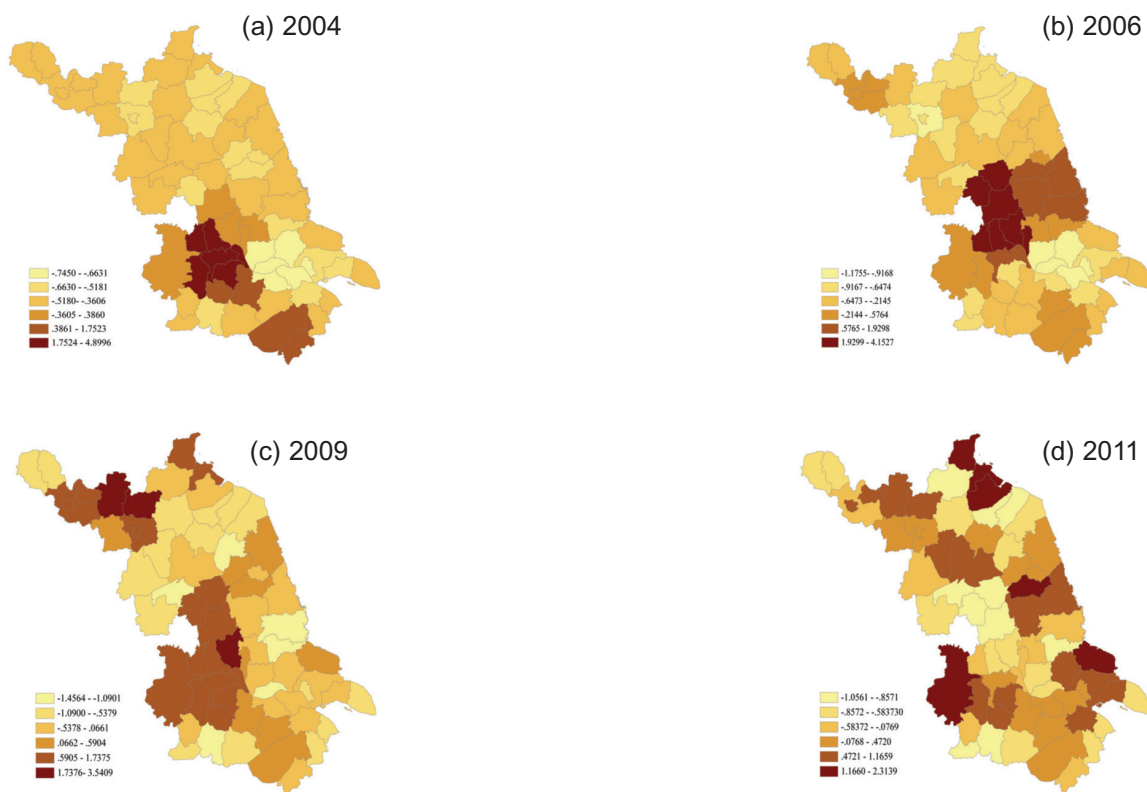 (a) 2004
-.7450 - -.6631
-.6630 - -.5181
-.5180- -.3606
-.3605 - .3860
.3861 - 1.7523
1.7524 - 4.8996
(b) 2006
-1.1755- -.9168
-.9167 - -.6474
-.6473 - -.2145
-.2144 - .5764
.5765 - 1.9298
1.9299 - 4.1527
(c) 2009
-1.4564 - -1.0901
-1.0900 - -.5379
-.5378 - .0661
.0662 - .5904
.5905 - 1.7375
1.7376- 3.5409
(d) 2011
-1.0561 - -.8571
-.8572 - -.583730
-.58372 - -.0769
-.0768 - .4720
.4721 - 1.1659
1.1660 - 2.3139